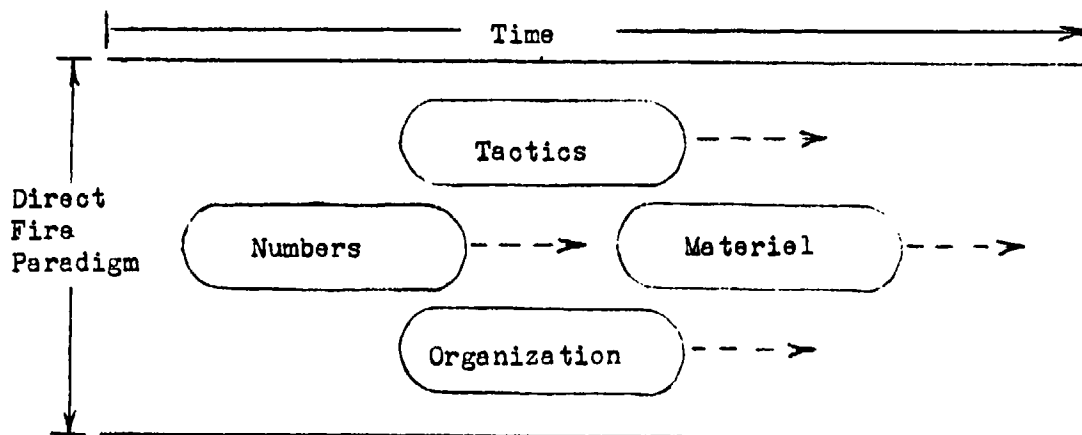 Time
Tactics
Direct
Fire
Paradigm
Numbers
Materiel
Organization